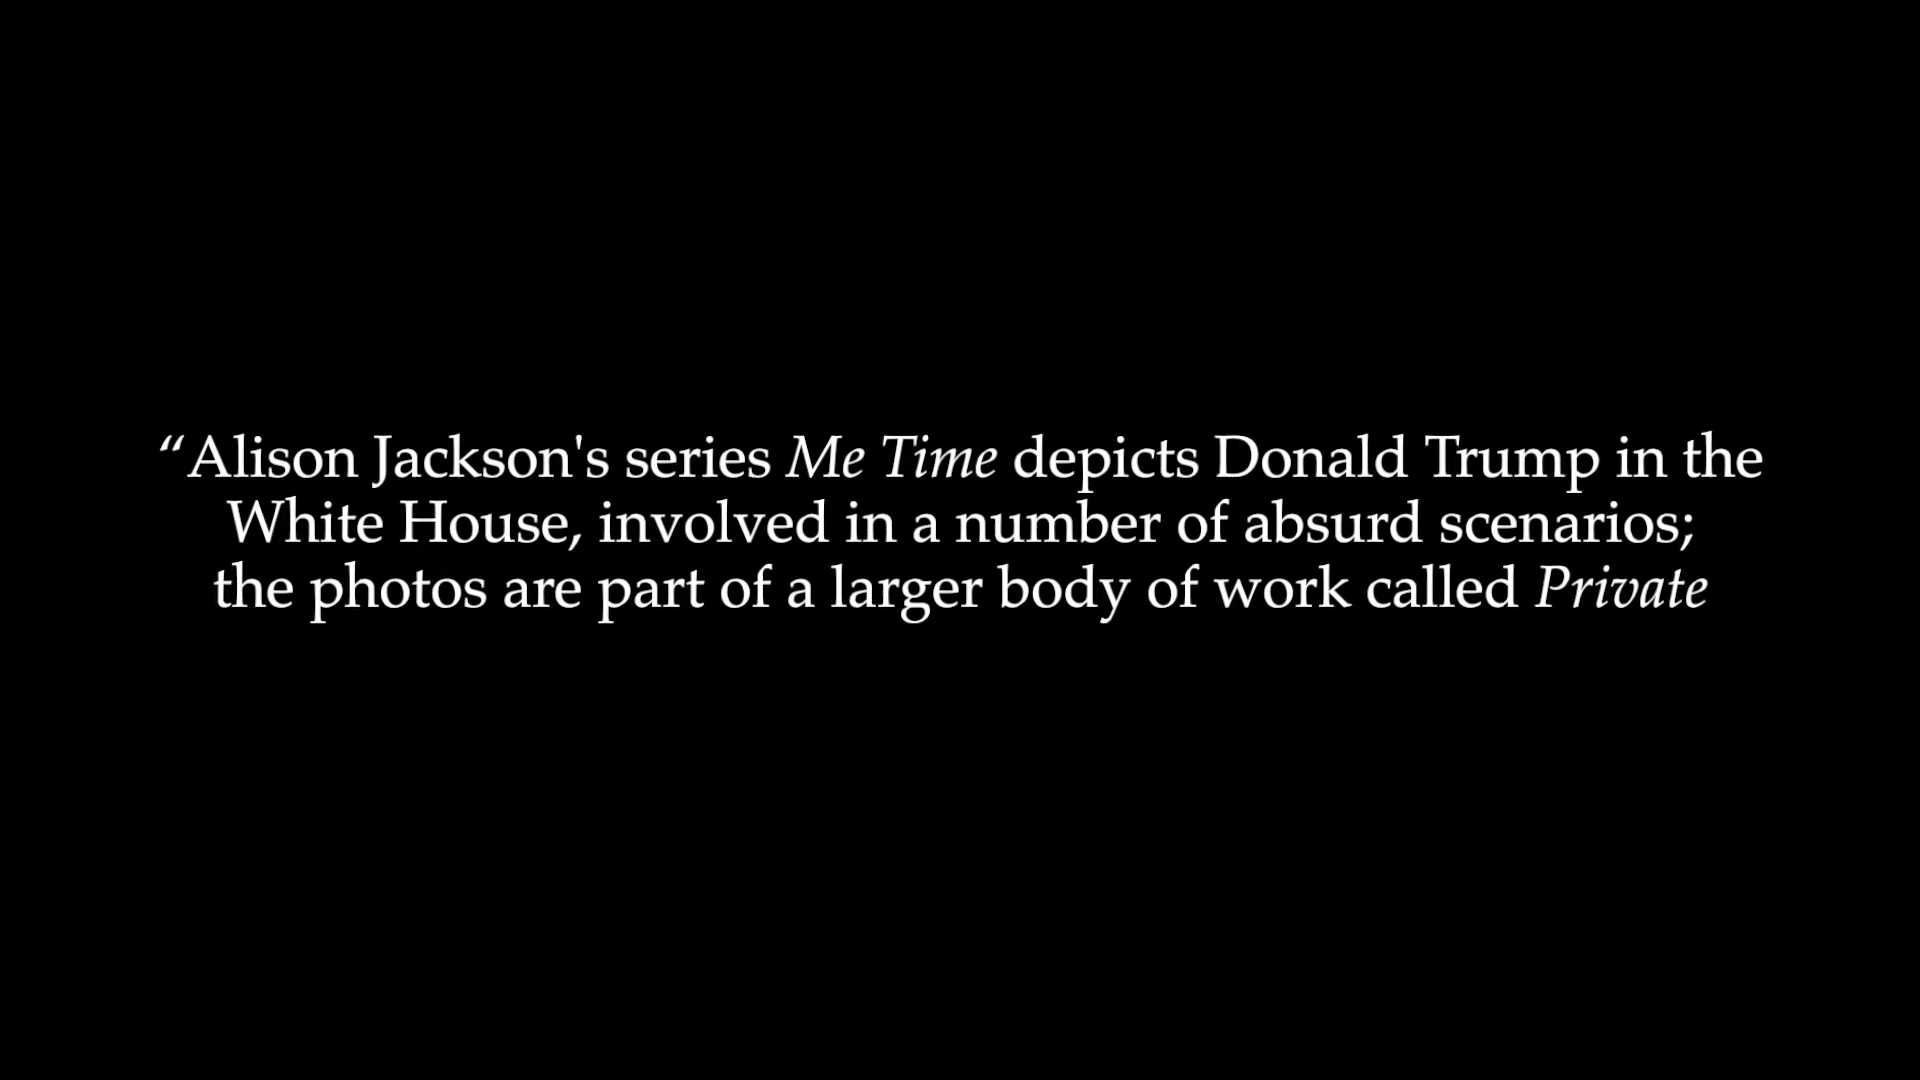 “Alison Jackson's series Me Time depicts Donald Trump in the
White House, involved in a number of absurd scenarios;
the photos are part of a larger body of work called Private